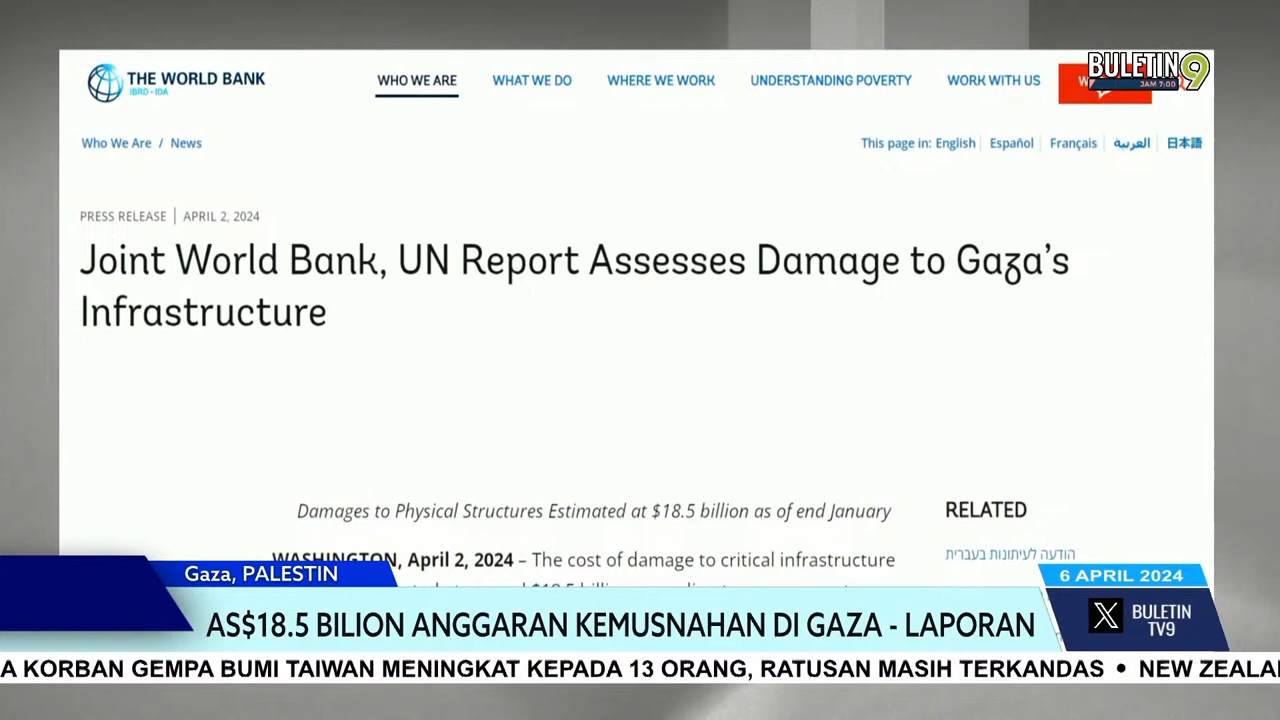 THE WORLD BANK
IBRD • IDA
WHO WE ARE
WHAT WE DO
WHERE WE WORK
UNDERSTANDING POVERTY
WORK WITH US
BULETIN 9
JAM 7:00
Who We Are / News
This page in: English
Español
Français
العربية
日本語
PRESS RELEASE | APRIL 2, 2024
Joint World Bank, UN Report Assesses Damage to Gaza's
Infrastructure
Damages to Physical Structures Estimated at $18.5 billion as of end January
RELATED
WASHINGTON, April 2, 2024 – The cost of damage to critical infrastructure
הודעה לעיתונות בעברית
Gaza, PALESTIN
6 APRIL 2024
AS$18.5 BILION ANGGARAN KEMUSNAHAN DI GAZA - LAPORAN
X BULETIN
TV9
A KORBAN GEMPA BUMI TAIWAN MENINGKAT KEPADA 13 ORANG, RATUSAN MASIH TERKANDAS • NEW ZEALA